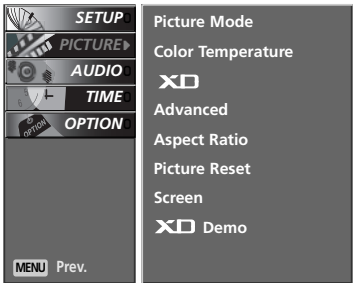 SETUP
PICTURE
AUDIO
TIME
OPTION
OPTION
MENU Prev.
Picture Mode
Color Temperature
XD
Advanced
Aspect Ratio
Picture Reset
Screen
XD Demo